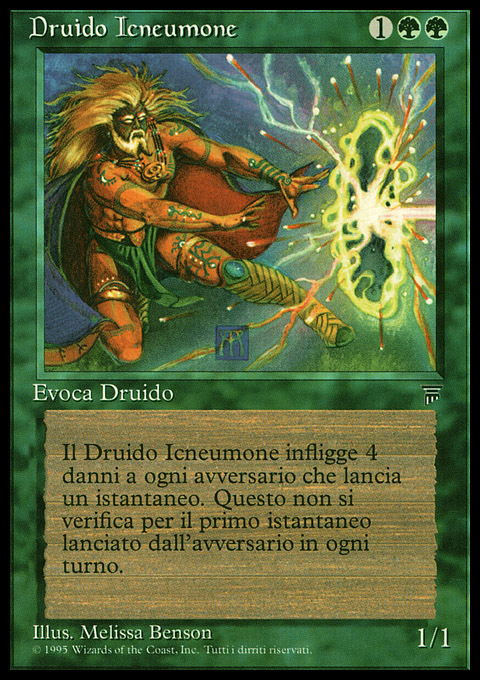 Druido Icneumone
1
Evoca Druido
Il Druido Icneumone infligge 4
danni a ogni avversario che lancia
un istantaneo. Questo non si
verifica per il primo istantaneo
lanciato dall'avversario in ogni
turno.
Illus. Melissa Benson
1/1
© 1995 Wizards of the Coast, Inc. Tutti i dirriti riservati.